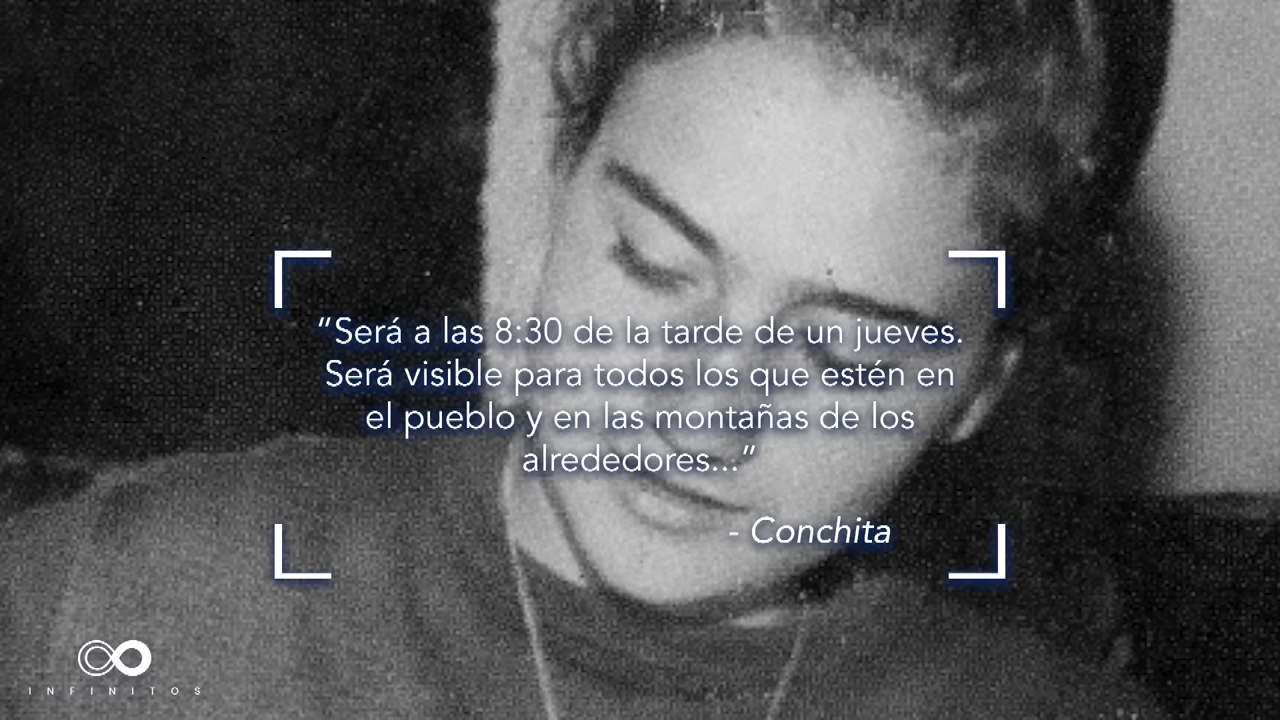 “Será a las 8:30 de la tarde de un jueves.
Será visible para todos los que estén en
el pueblo y en las montañas de los
alrededores...”
- Conchita
INFINITOS